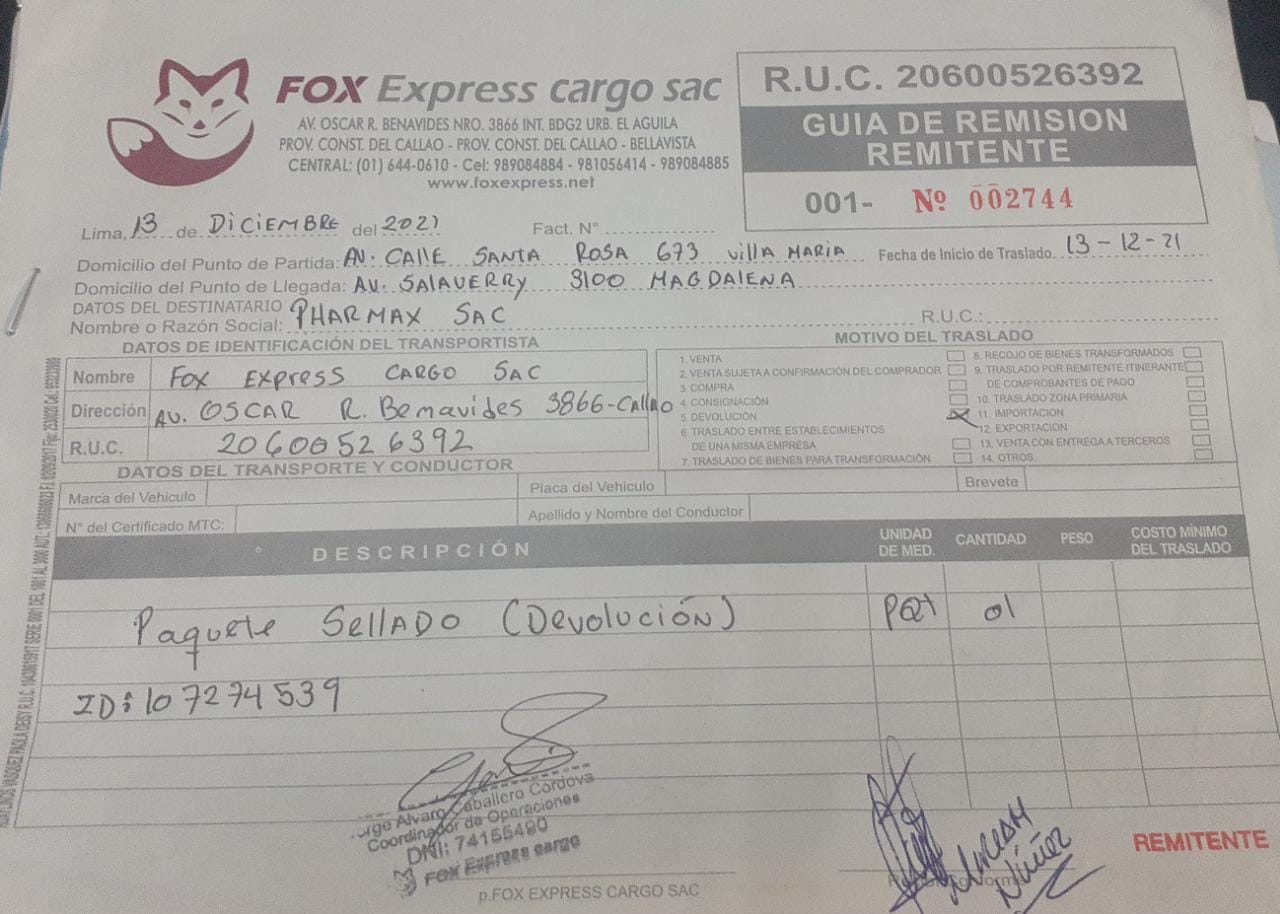 FOX Express cargo sac
AV. OSCAR R. BENAVIDES NRO. 3866 INT. BDG2 URB. EL AGUILA
PROV. CONST. DEL CALLAO - PROV. CONST. DEL CALLAO - BELLAVISTA
CENTRAL: (01) 644-0610 - Cel: 989084884 - 981056414 - 989084885
www.foxexpress.net
R.U.C. 20600526392
GUIA DE REMISION
REMITENTE
001- Nº 002744
Lima, 13 de DICIEMBRE del 2021 Fact. N°
Domicilio del Punto de Partida: AV. CALLE SANTA ROSA 673 Villa MARIA Fecha de Inicio de Traslado 13-12-21
Domicilio del Punto de Llegada: AV. SALAVERRY 3100 MAGDALENA
DATOS DEL DESTINATARIO
Nombre o Razón Social: PHARMAX SAC R.U.C.:
DATOS DE IDENTIFICACIÓN DEL TRANSPORTISTA
Nombre FOX EXPRESS CARGO SAC
Dirección AV. OSCAR R. Benavides 3866-Callao
R.U.C. 20600526392
MOTIVO DEL TRASLADO
1. VENTA
2. VENTA SUJETA A CONFIRMACIÓN DEL COMPRADOR
3. COMPRA
4. CONSIGNACIÓN
5. DEVOLUCIÓN
6. TRASLADO ENTRE ESTABLECIMIENTOS
DE UNA MISMA EMPRESA
7. TRASLADO DE BIENES PARA TRANSFORMACIÓN
8. RECOJO DE BIENES TRANSFORMADOS
9. TRASLADO POR REMITENTE ITINERANTE
DE COMPROBANTES DE PAGO
10. TRASLADO ZONA PRIMARIA
11. IMPORTACION
12. EXPORTACION
13. VENTA CON ENTREGA A TERCEROS
14. OTROS
DATOS DEL TRANSPORTE Y CONDUCTOR
Marca del Vehículo Placa del Vehículo Brevete
N° del Certificado MTC: Apellido y Nombre del Conductor
DESCRIPCIÓN UNIDAD DE MED. CANTIDAD PESO COSTO MÍNIMO DEL TRASLADO
Paquete Sellado (Devolución) PQT 01
ID: 107274539
Alvaro Caballero Cordova
Coordinador de Operaciones
DNI: 74155490
FOX Express cargo
p.FOX EXPRESS CARGO SAC
Núñez
REMITENTE